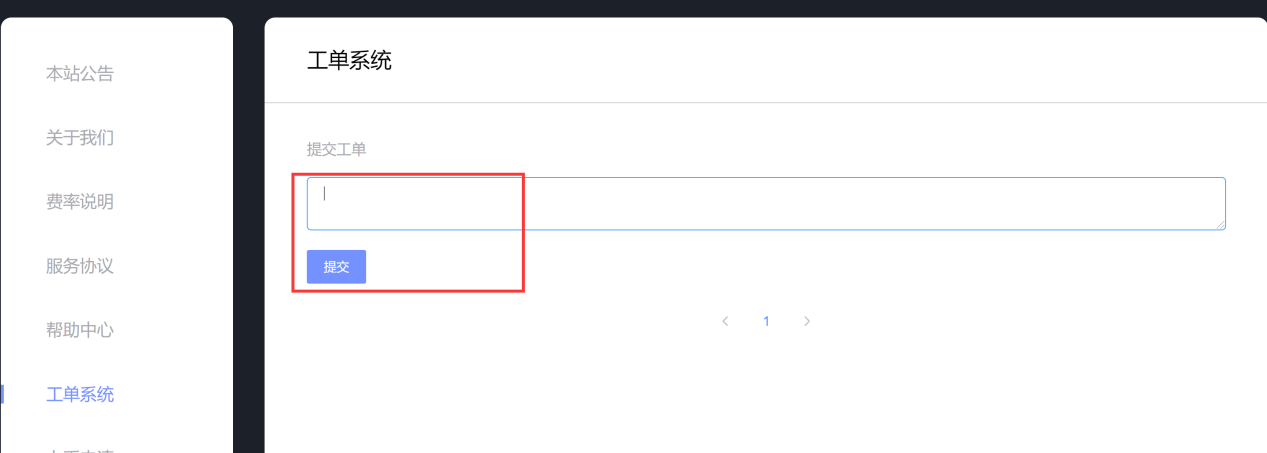 本站公告
关于我们
费率说明
服务协议
帮助中心
工单系统
工单系统
提交工单
提交
1